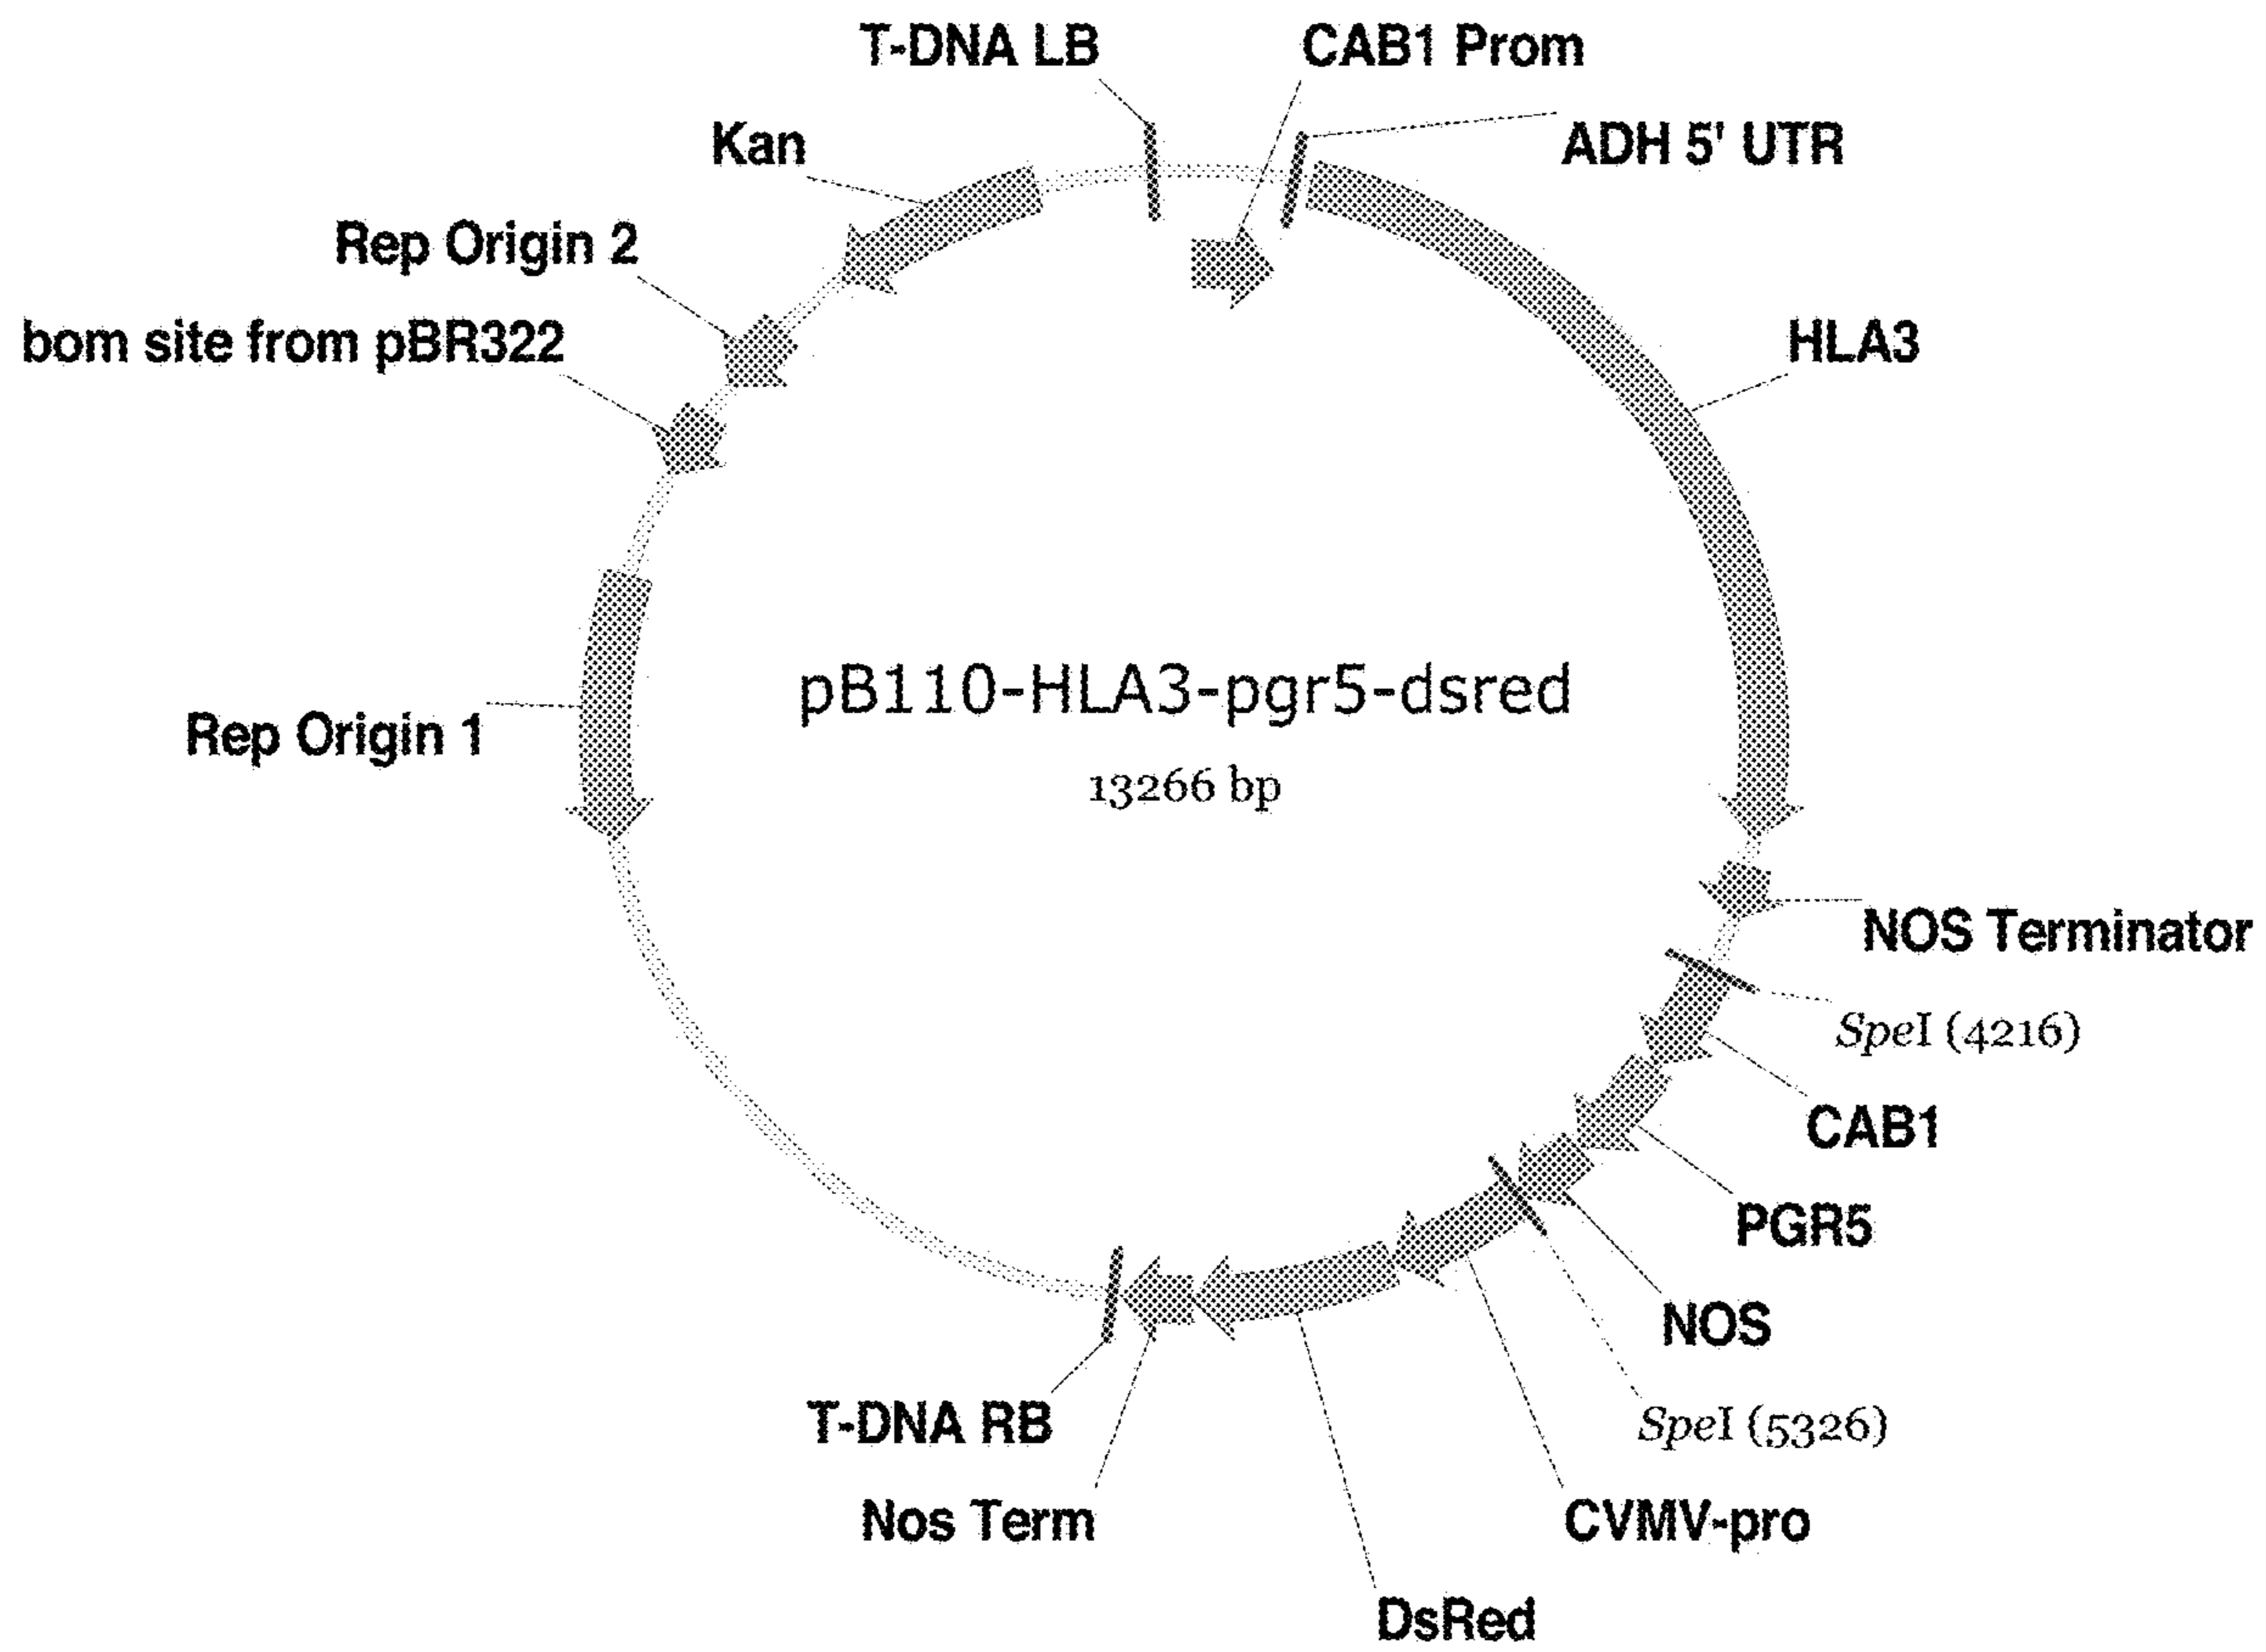 T-DNA LB
CAB1 Prom
Kan
ADH 5' UTR
Rep Origin 2
bom site from pBR322
HLA3
pB110-HLA3-pgr5-dsred
13266 bp
Rep Origin 1
NOS Terminator
SpeI (4216)
CAB1
PGR5
NOS
T-DNA RB
SpeI (5326)
Nos Term
CVMV-pro
DsRed